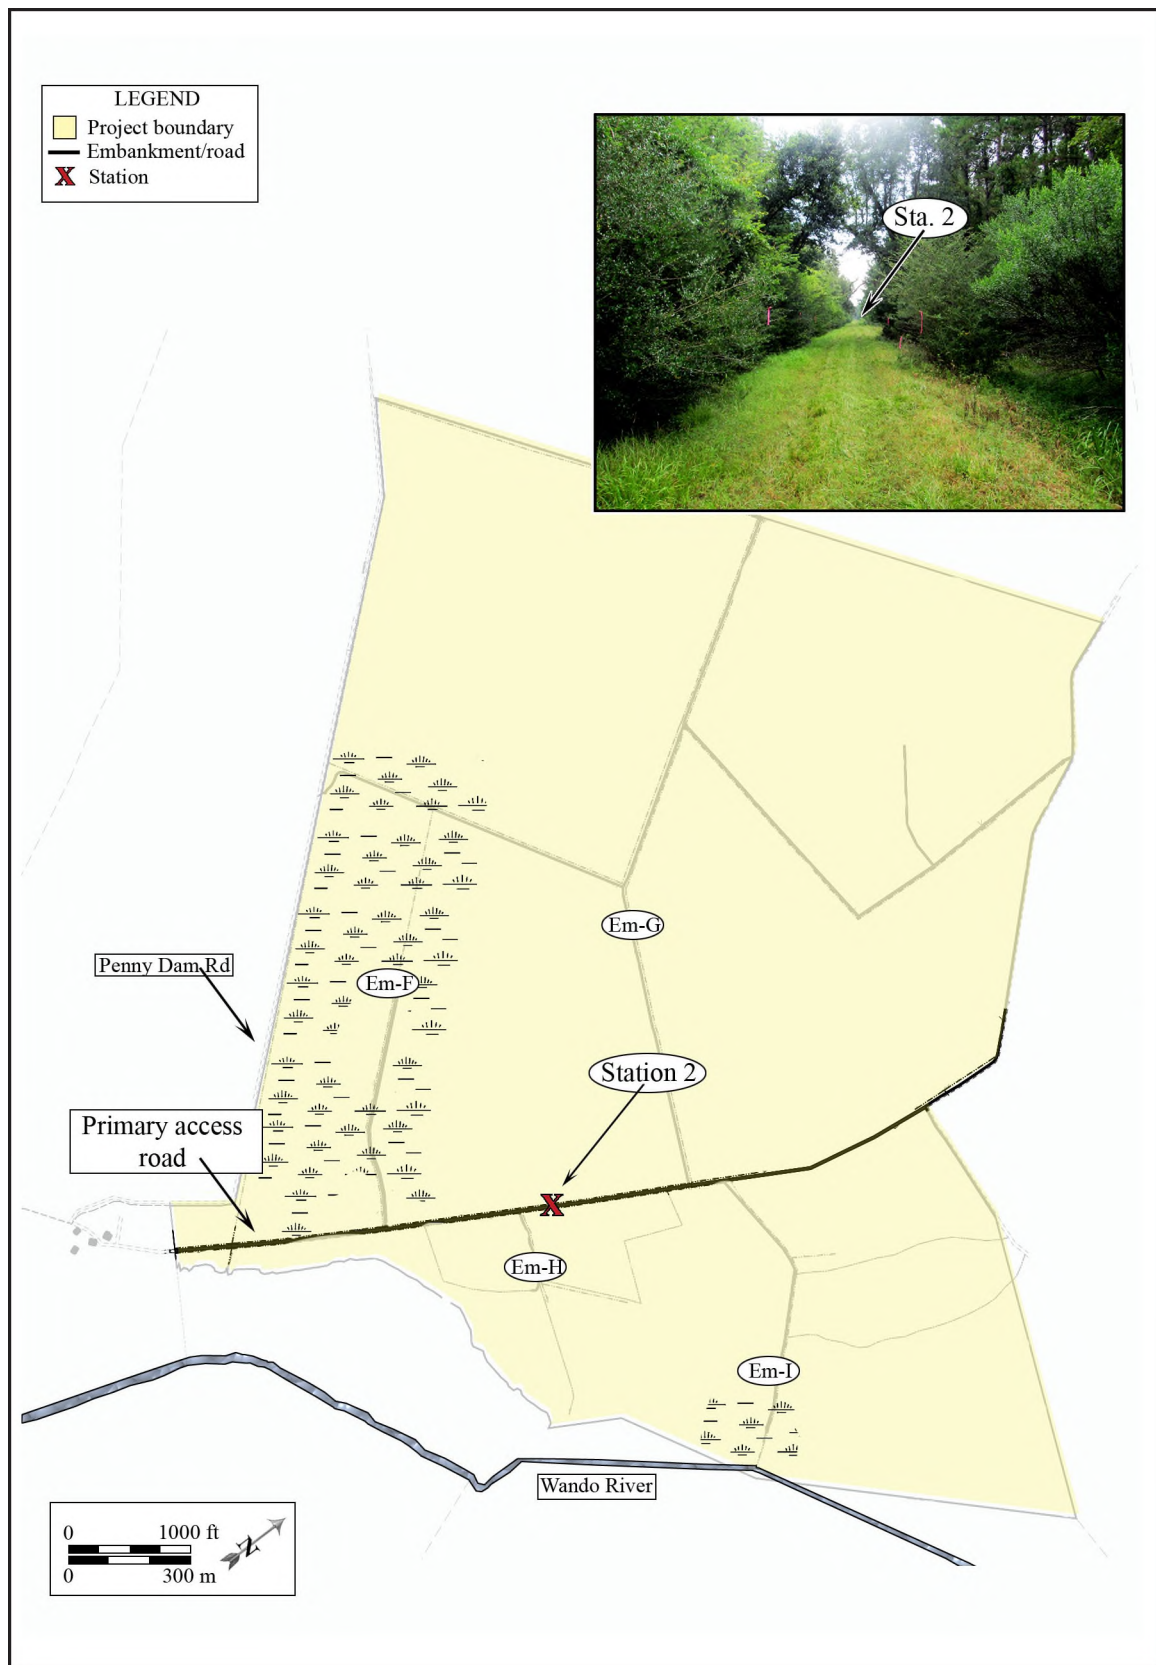 LEGEND
Project boundary
Embankment/road
X Station
Sta. 2
Em-G
Penny Dam Rd
Em-F
Station 2
Primary access
road
X
Em-H
Em-I
Wando River
0 1000 ft
N
0 300 m